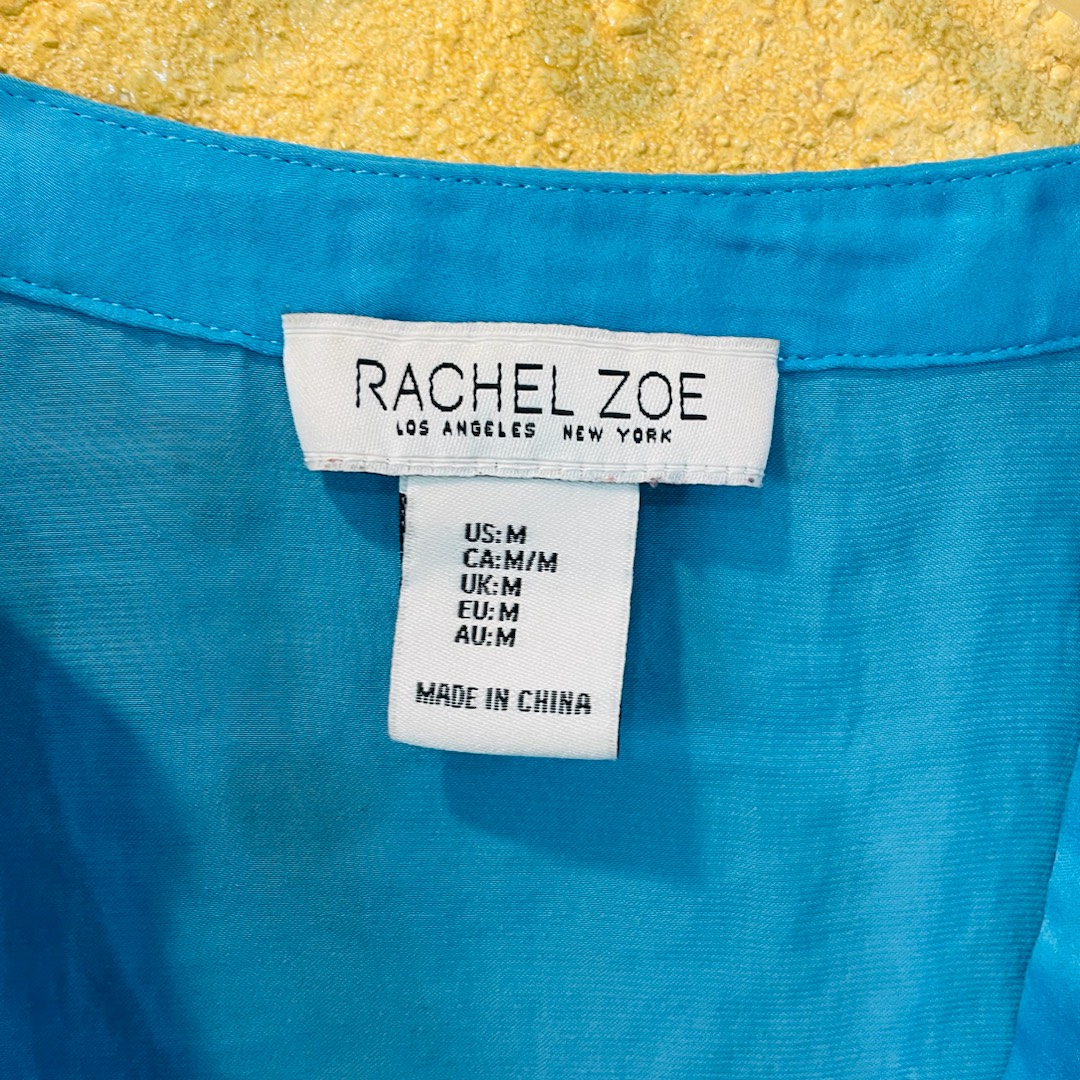 RACHEL ZOE
LOS ANGELES NEW YORK
US:M
CA:M/M
UK:M
EU:M
AU:M
MADE IN CHINA